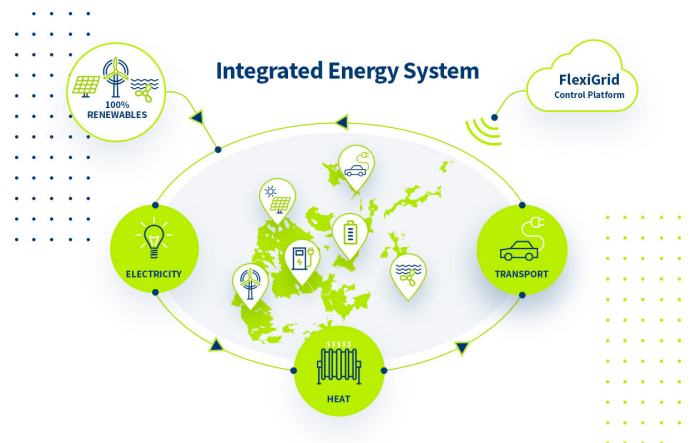 Integrated Energy System
100%
RENEWABLES
FlexiGrid
Control Platform
ELECTRICITY
TRANSPORT
HEAT